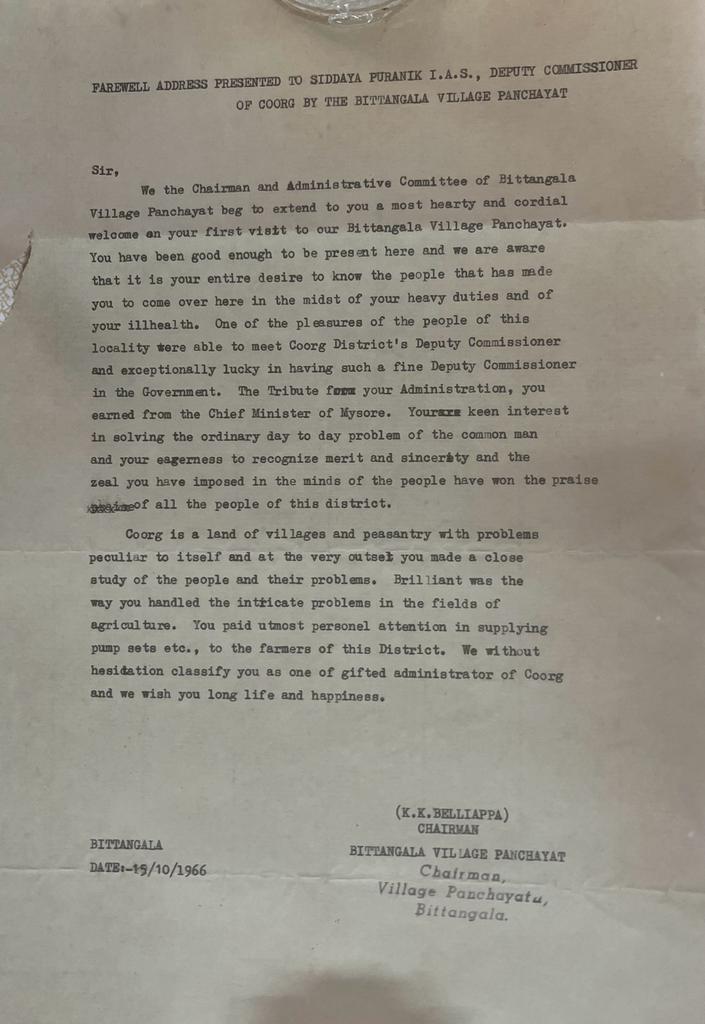 FAREWELL ADDRESS PRESENTED TO SIDDAYA PURANIK I.A.S., DEPUTY COMMISSIONER
OF COORG BY THE BITTANGALA VILLAGE PANCHAYAT
Sir,
We the Chairman and Administrative Committee of Bittangala
Village Panchayat beg to extend to you a most hearty and cordial
welcome on your first visit to our Bittangala Village Panchayat.
You have been good enough to be present here and we are aware
that it is your entire desire to know the people that has made
you to come over here in the midst of your heavy duties and of
your illhealth. One of the pleasures of the people of this
locality were able to meet Coorg District's Deputy Commissioner
and exceptionally lucky in having such a fine Deputy Commissioner
in the Government. The Tribute your Administration, you
earned from the Chief Minister of Mysore. Your keen interest
in solving the ordinary day to day problem of the common man
and your eagerness to recognize merit and sincerity and the
zeal you have imposed in the minds of the people have won the praise
of all the people of this district.
Coorg is a land of villages and peasantry with problems
peculiar to itself and at the very outset you made a close
study of the people and their problems. Brilliant was the
way you handled the intricate problems in the fields of
agriculture. You paid utmost personel attention in supplying
pump sets etc., to the farmers of this District. We without
hesidation classify you as one of gifted administrator of Coorg
and we wish you long life and happiness.
(K.K.BELLIAPPA)
CHAIRMAN
BITTANGALA VILLAGE PANCHAYAT
Chairman,
Village Panchayatu,
Bittangala.
BITTANGALA
DATE:-15/10/1966